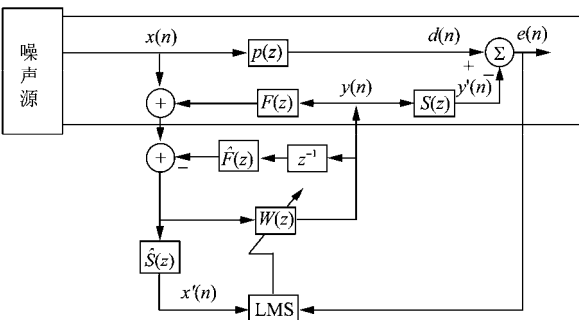 噪
声
源
x(n)
p(z)
d(n)
Σ
e(n)
+
−
+
F(z)
y(n)
S(z)
y'(n)
+
−
F̂(z)
z⁻¹
W(z)
Ŝ(z)
x'(n)
LMS